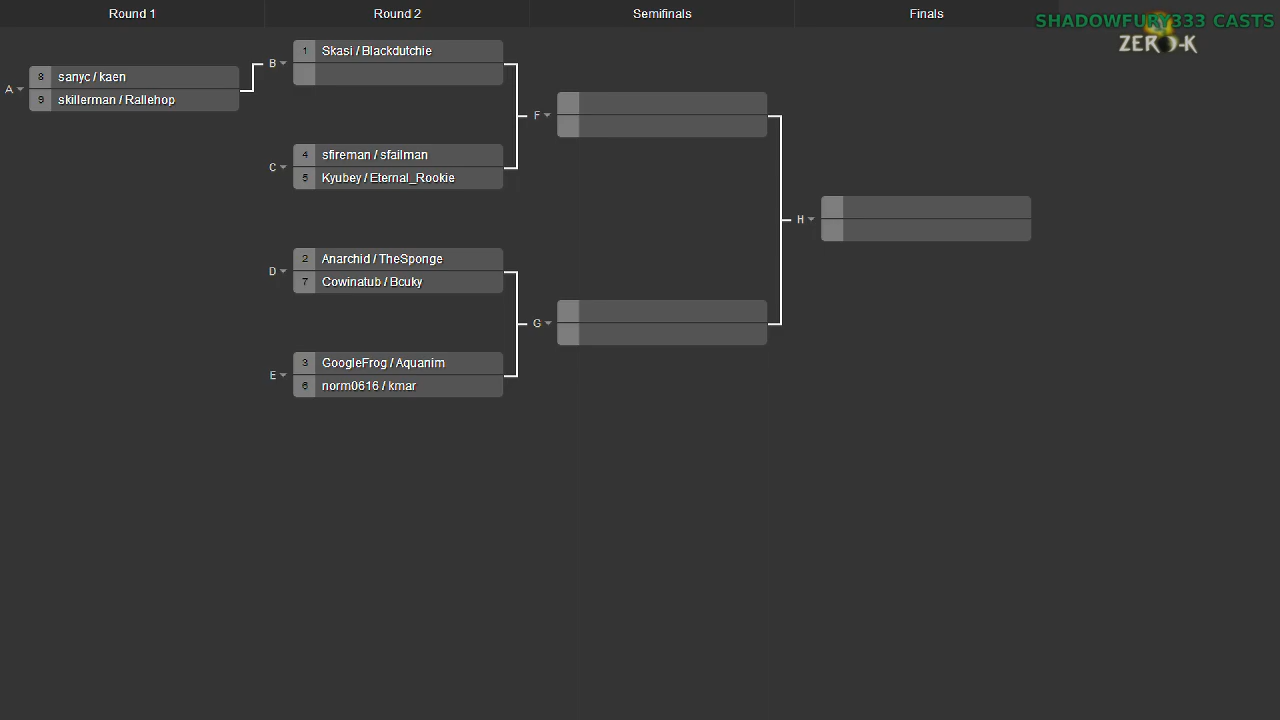 Round 1
Round 2
Semifinals
Finals
SHADOWFURY333 CASTS
ZERO-K
A
8 sanyc / kaen
9 skillerman / Rallehop
B
1 Skasi / Blackdutchie
C
4 sfireman / sfailman
5 Kyubey / Eternal_Rookie
D
2 Anarchid / TheSponge
7 Cowinatub / Bcuky
E
3 GoogleFrog / Aquanim
6 norm0616 / kmar
F
G
H